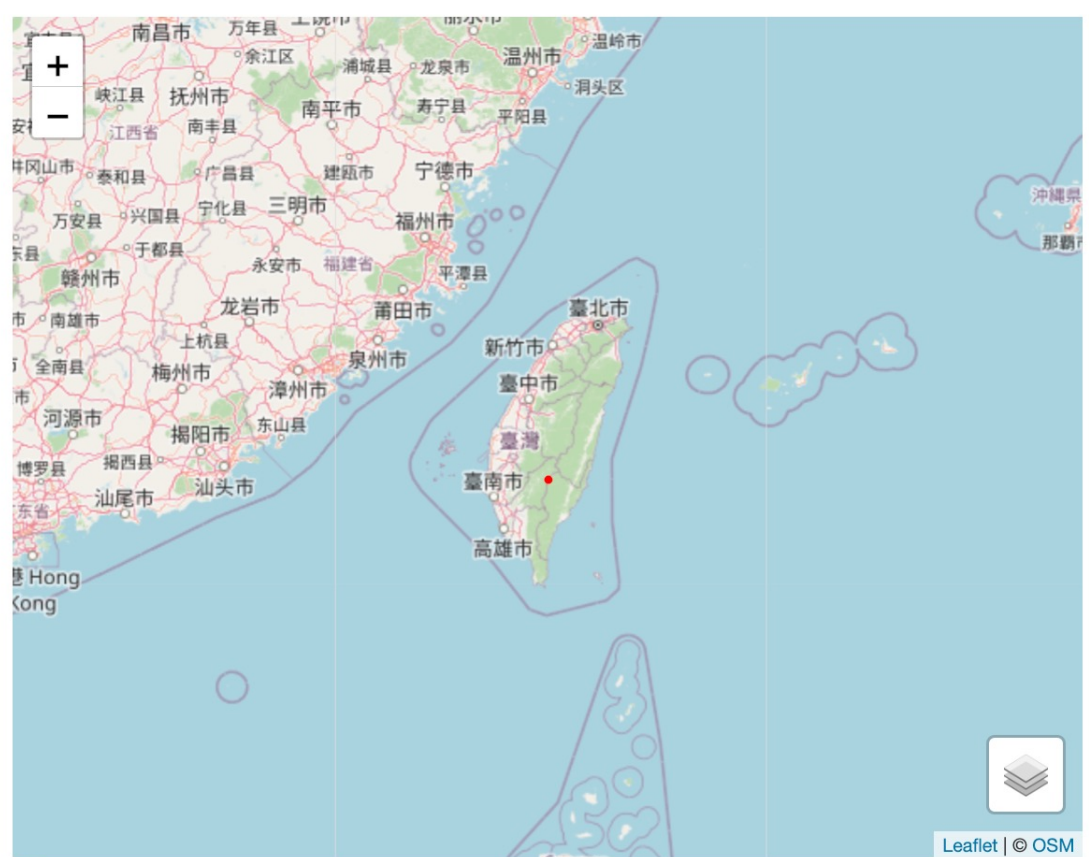 南昌市
万年县
上饶市
丽水市
温岭市
余江区
浦城县
龙泉市
温州市
+
洞头区
峡江县
抚州市
南平市
寿宁县
平阳县
−
江西省
南丰县
井冈山市
泰和县
广昌县
建瓯市
宁德市
沖縄県
万安县
兴国县
宁化县
三明市
福州市
于都县
永安市
福建省
平潭县
赣州市
龙岩市
莆田市
臺北市
南雄市
上杭县
新竹市
泉州市
全南县
梅州市
漳州市
臺中市
河源市
揭阳市
东山县
臺灣
博罗县
揭西县
臺南市
汕尾市
汕头市
高雄市
港 Hong
Kong
Leaflet | © OSM